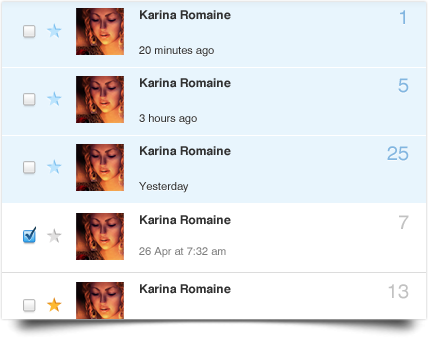 Karina Romaine 1
20 minutes ago
Karina Romaine 5
3 hours ago
Karina Romaine 25
Yesterday
Karina Romaine 7
26 Apr at 7:32 am
Karina Romaine 13